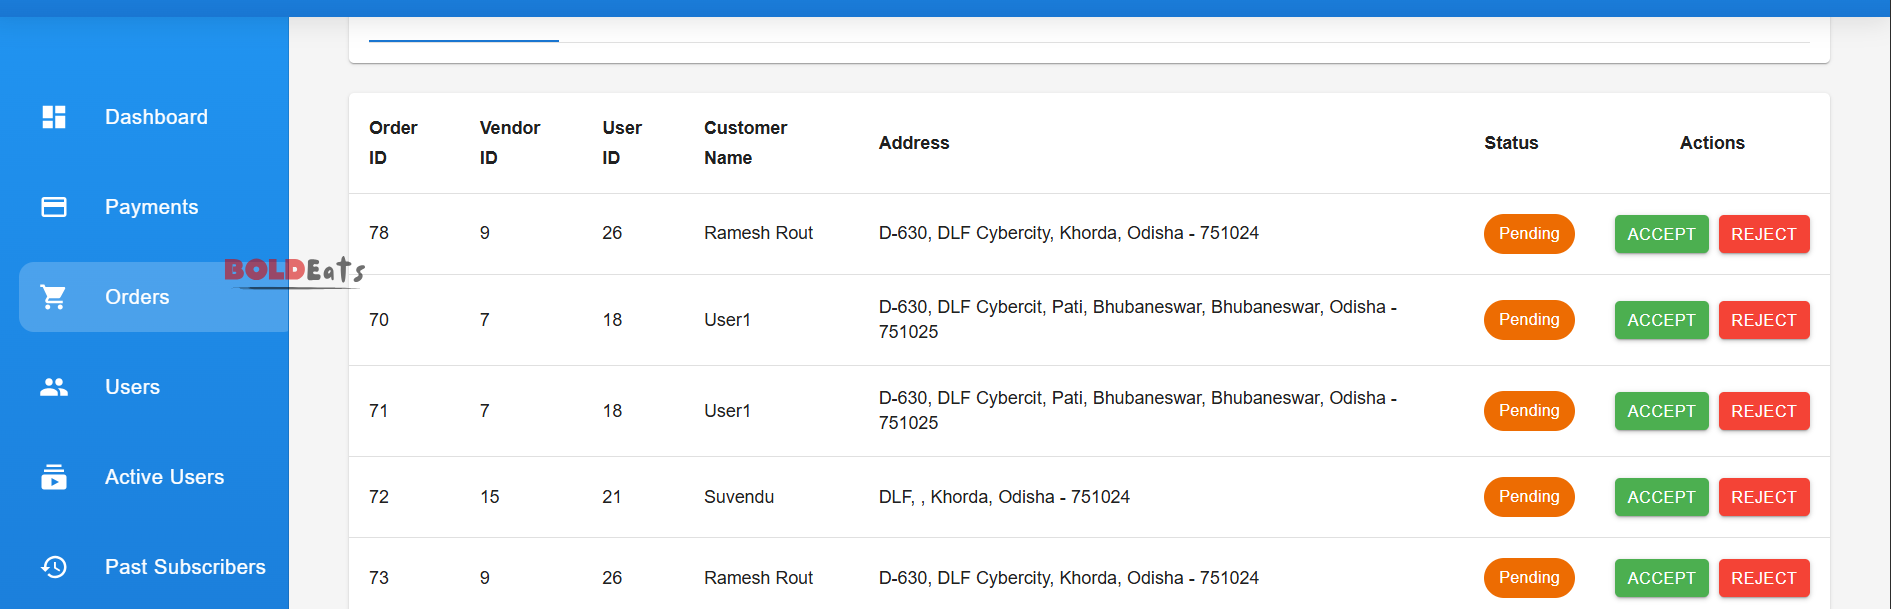 Dashboard
Payments
Orders
Users
Active Users
Past Subscribers
BOLDEats
Order ID Vendor ID User ID Customer Name Address Status Actions
78 9 26 Ramesh Rout D-630, DLF Cybercity, Khorda, Odisha - 751024 Pending ACCEPT REJECT
70 7 18 User1 D-630, DLF Cybercit, Pati, Bhubaneswar, Bhubaneswar, Odisha - 751025 Pending ACCEPT REJECT
71 7 18 User1 D-630, DLF Cybercit, Pati, Bhubaneswar, Bhubaneswar, Odisha - 751025 Pending ACCEPT REJECT
72 15 21 Suvendu DLF, , Khorda, Odisha - 751024 Pending ACCEPT REJECT
73 9 26 Ramesh Rout D-630, DLF Cybercity, Khorda, Odisha - 751024 Pending ACCEPT REJECT